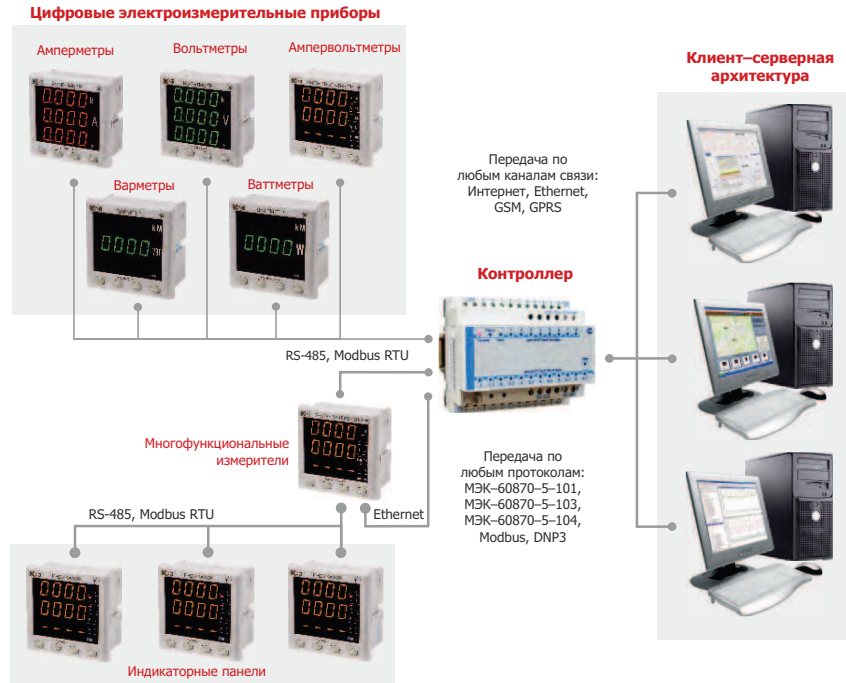 Цифровые электроизмерительные приборы
Амперметры
Вольтметры
Ампервольтметры
Варметры
Ваттметры
RS-485, Modbus RTU
Многофункциональные
измерители
Ethernet
RS-485, Modbus RTU
Индикаторные панели
Контроллер
Передача по
любым каналам связи:
Интернет, Ethernet,
GSM, GPRS
Передача по
любым протоколам:
МЭК–60870–5–101,
МЭК–60870–5–103,
МЭК–60870–5–104,
Modbus, DNP3
Клиент–серверная
архитектура